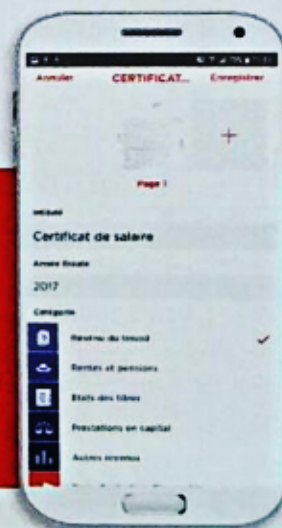 Annuler CERTIFICAT... Enregistrer
Page 1
Intitulé
Certificat de salaire
Année fiscale
2017
Catégorie
Revenu du travail
Rentes et pensions
Etats des titres
Prestations en capital
Autres revenus